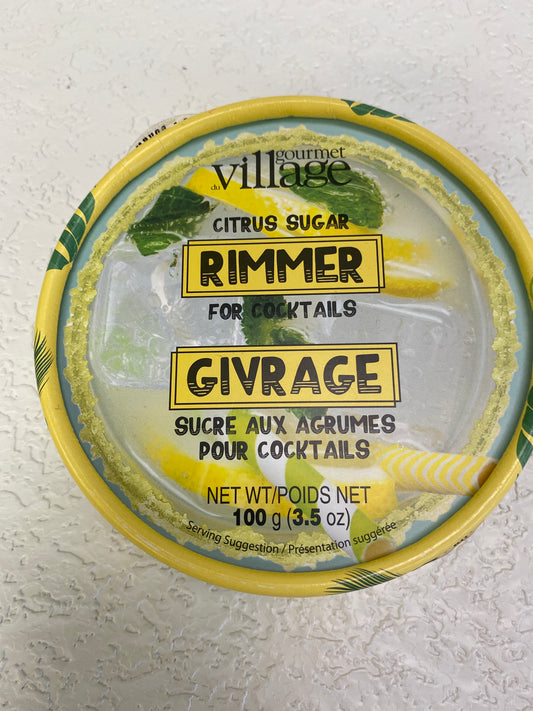 gourmet
du village
CITRUS SUGAR
RIMMER
FOR COCKTAILS
GIVRAGE
SUCRE AUX AGRUMES
POUR COCKTAILS
NET WT/POIDS NET
100 g (3.5 oz)
Serving Suggestion / Présentation suggérée